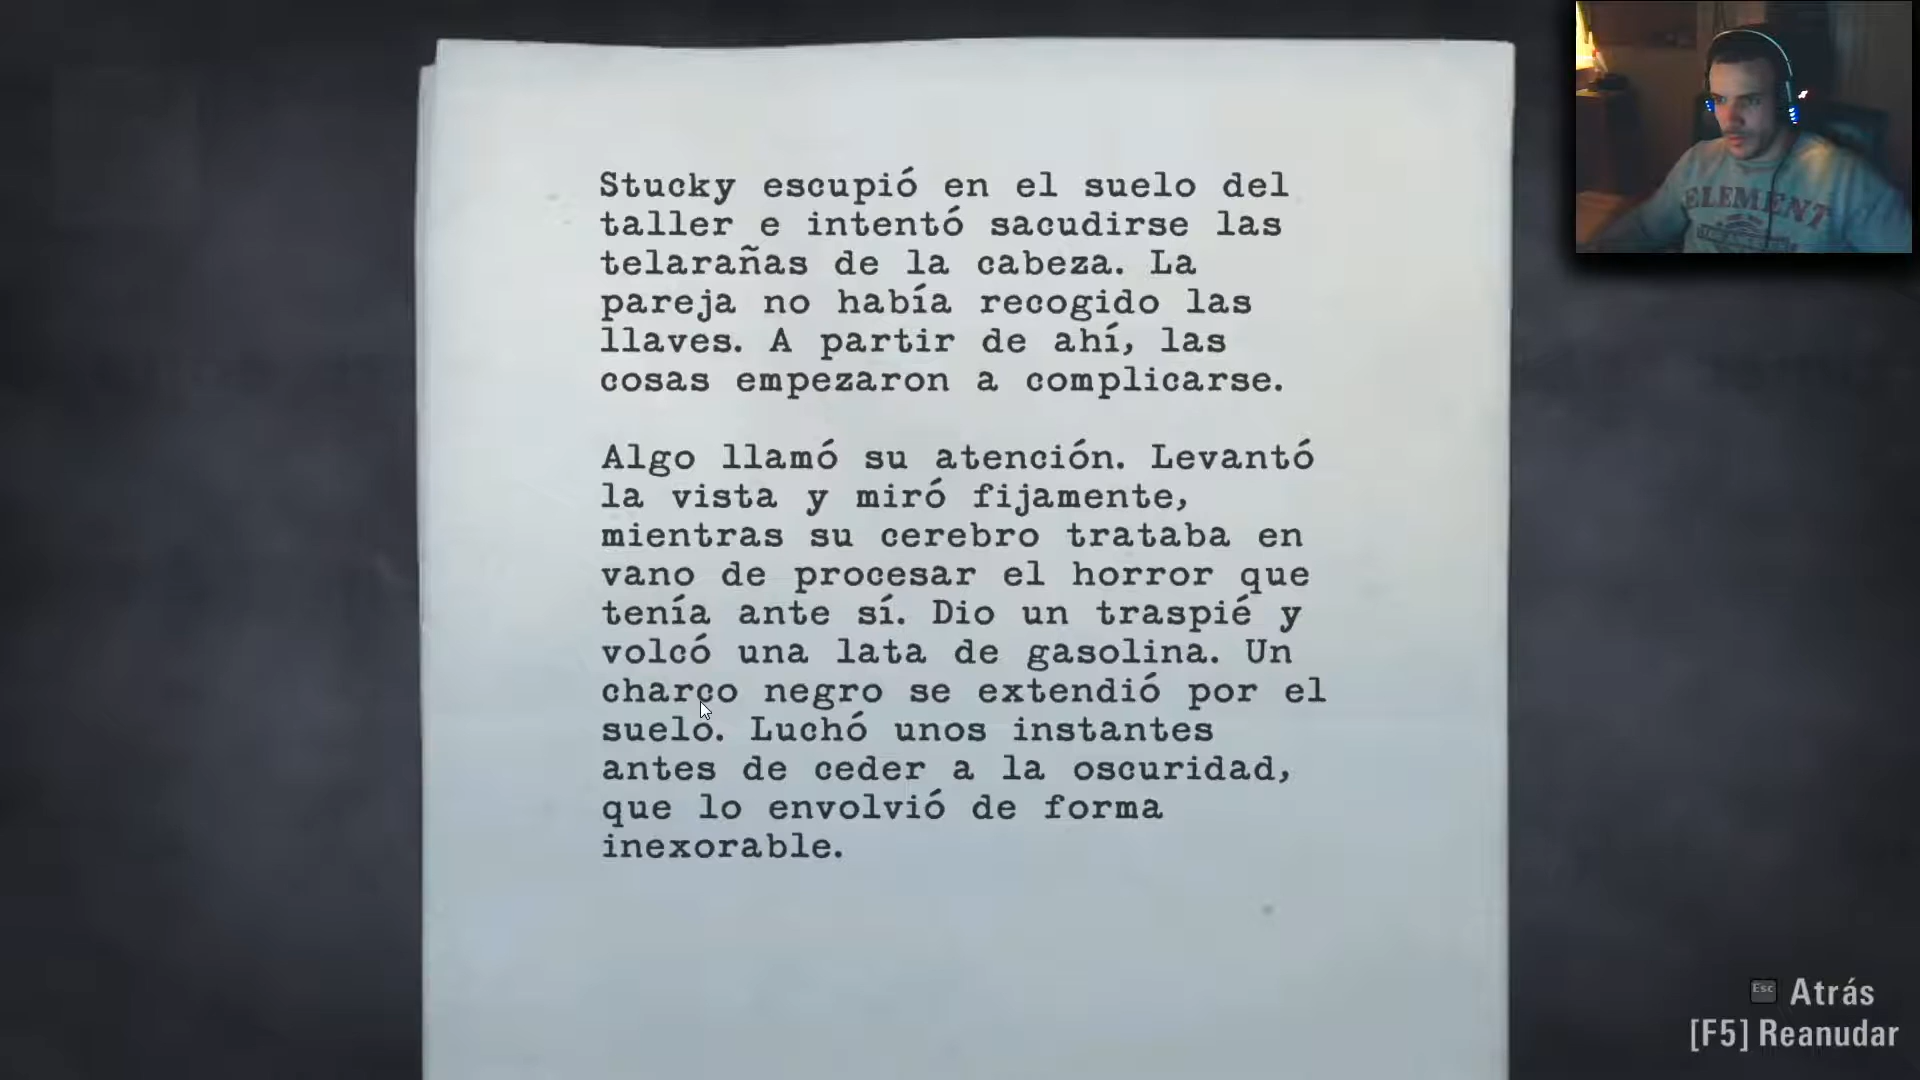 Stucky escupió en el suelo del
taller e intentó sacudirse las
telarañas de la cabeza. La
pareja no había recogido las
llaves. A partir de ahí, las
cosas empezaron a complicarse.
Algo llamó su atención. Levantó
la vista y miró fijamente,
mientras su cerebro trataba en
vano de procesar el horror que
tenía ante sí. Dio un traspié y
volcó una lata de gasolina. Un
charco negro se extendió por el
suelo. Luchó unos instantes
antes de ceder a la oscuridad,
que lo envolvió de forma
inexorable.
ELEMENT
Esc Atrás
[F5] Reanudar